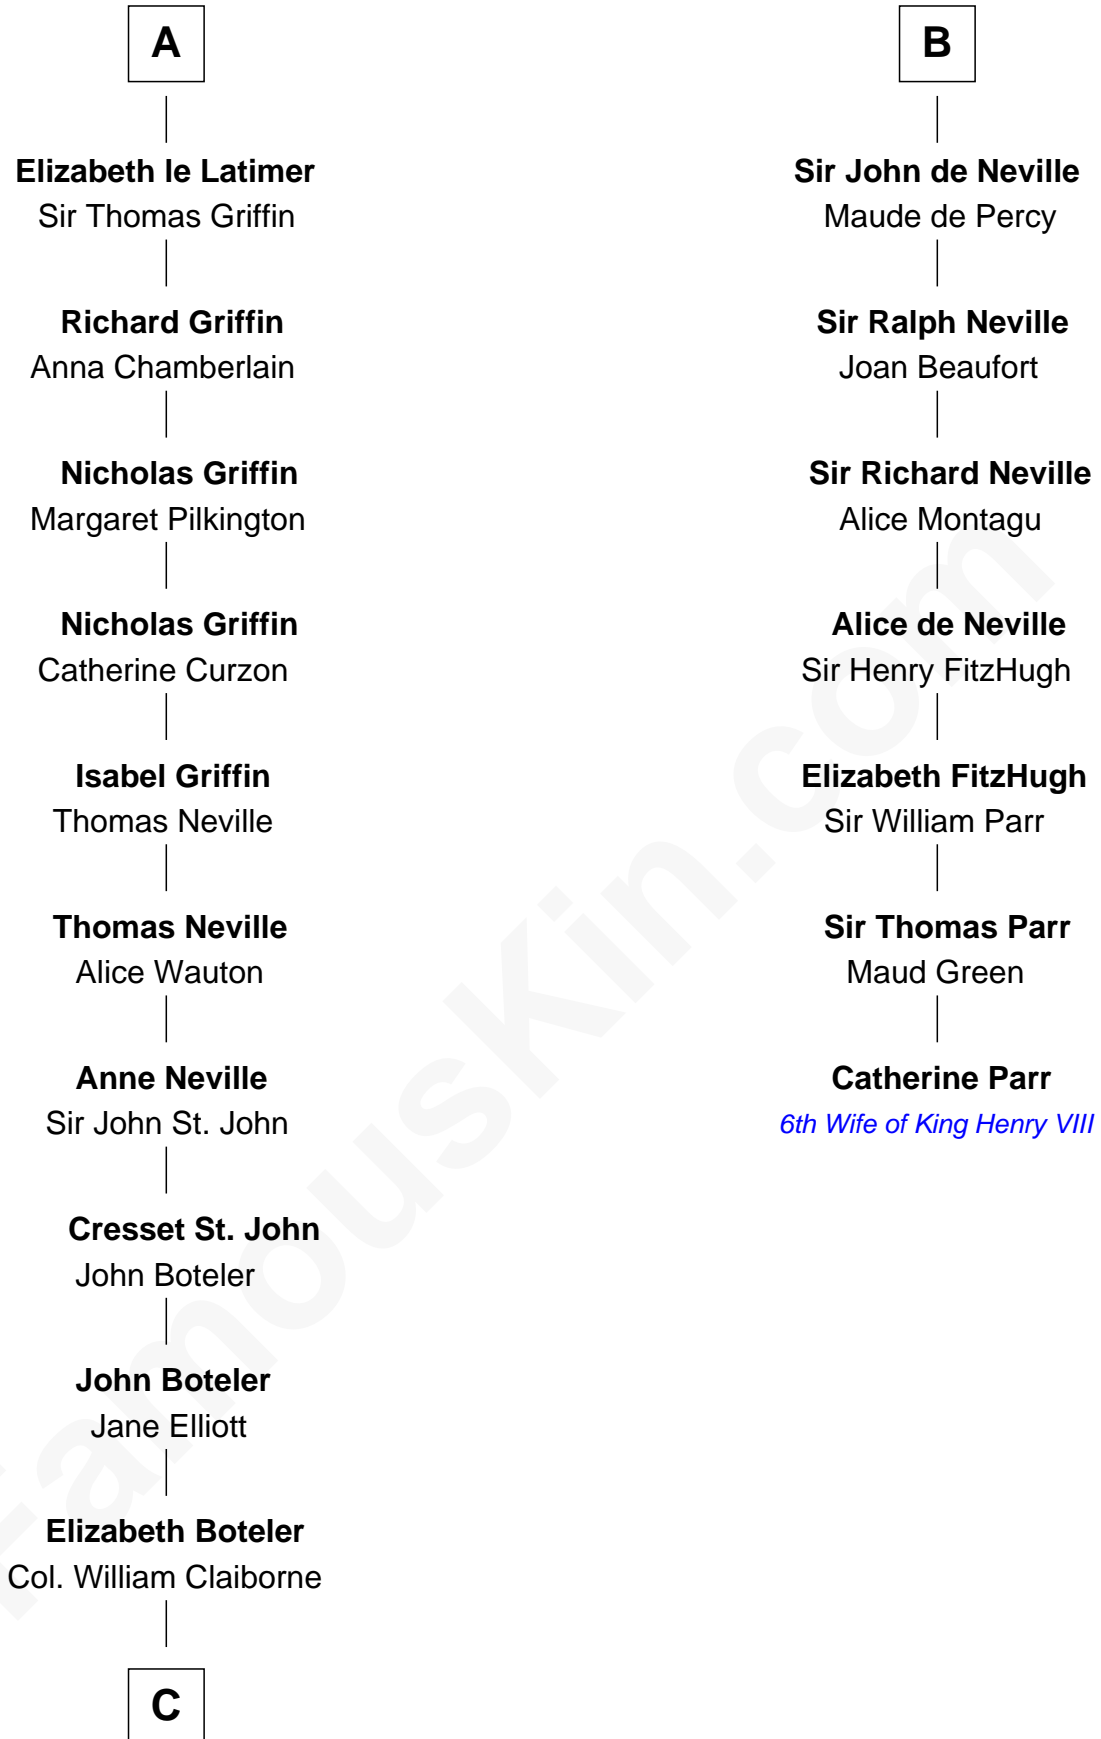 A
Elizabeth le Latimer
Sir Thomas Griffin
Richard Griffin
Anna Chamberlain
Nicholas Griffin
Margaret Pilkington
Nicholas Griffin
Catherine Curzon
Isabel Griffin
Thomas Neville
Thomas Neville
Alice Wauton
Anne Neville
Sir John St. John
Cresset St. John
John Boteler
John Boteler
Jane Elliott
Elizabeth Boteler
Col. William Claiborne
C
B
Sir John de Neville
Maude de Percy
Sir Ralph Neville
Joan Beaufort
Sir Richard Neville
Alice Montagu
Alice de Neville
Sir Henry FitzHugh
Elizabeth FitzHugh
Sir William Parr
Sir Thomas Parr
Maud Green
Catherine Parr
6th Wife of King Henry VIII
FamousKin.com